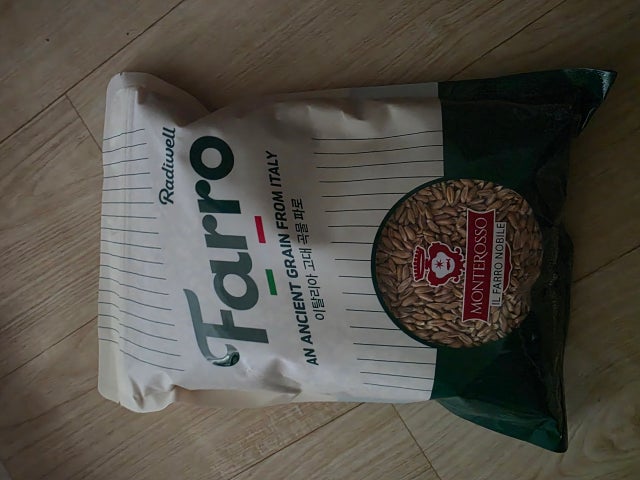 Radiwell
Farro
AN ANCIENT GRAIN FROM ITALY
이탈리아 고대 곡물 파로
MONTEROSSO
IL FARRO NOBILE